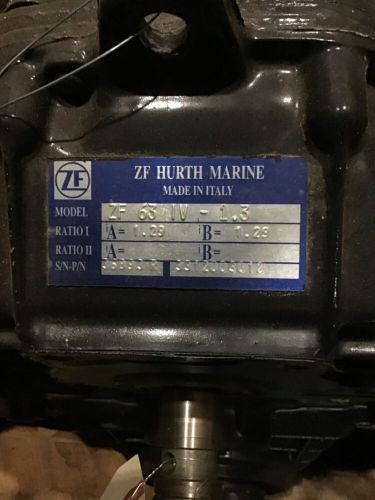 ZF
ZF HURTH MARINE
MADE IN ITALY
MODEL ZF 63 IV - 1.3
RATIO I A= 1.29 B= 1.29
RATIO II A= B=
S/N-P/N